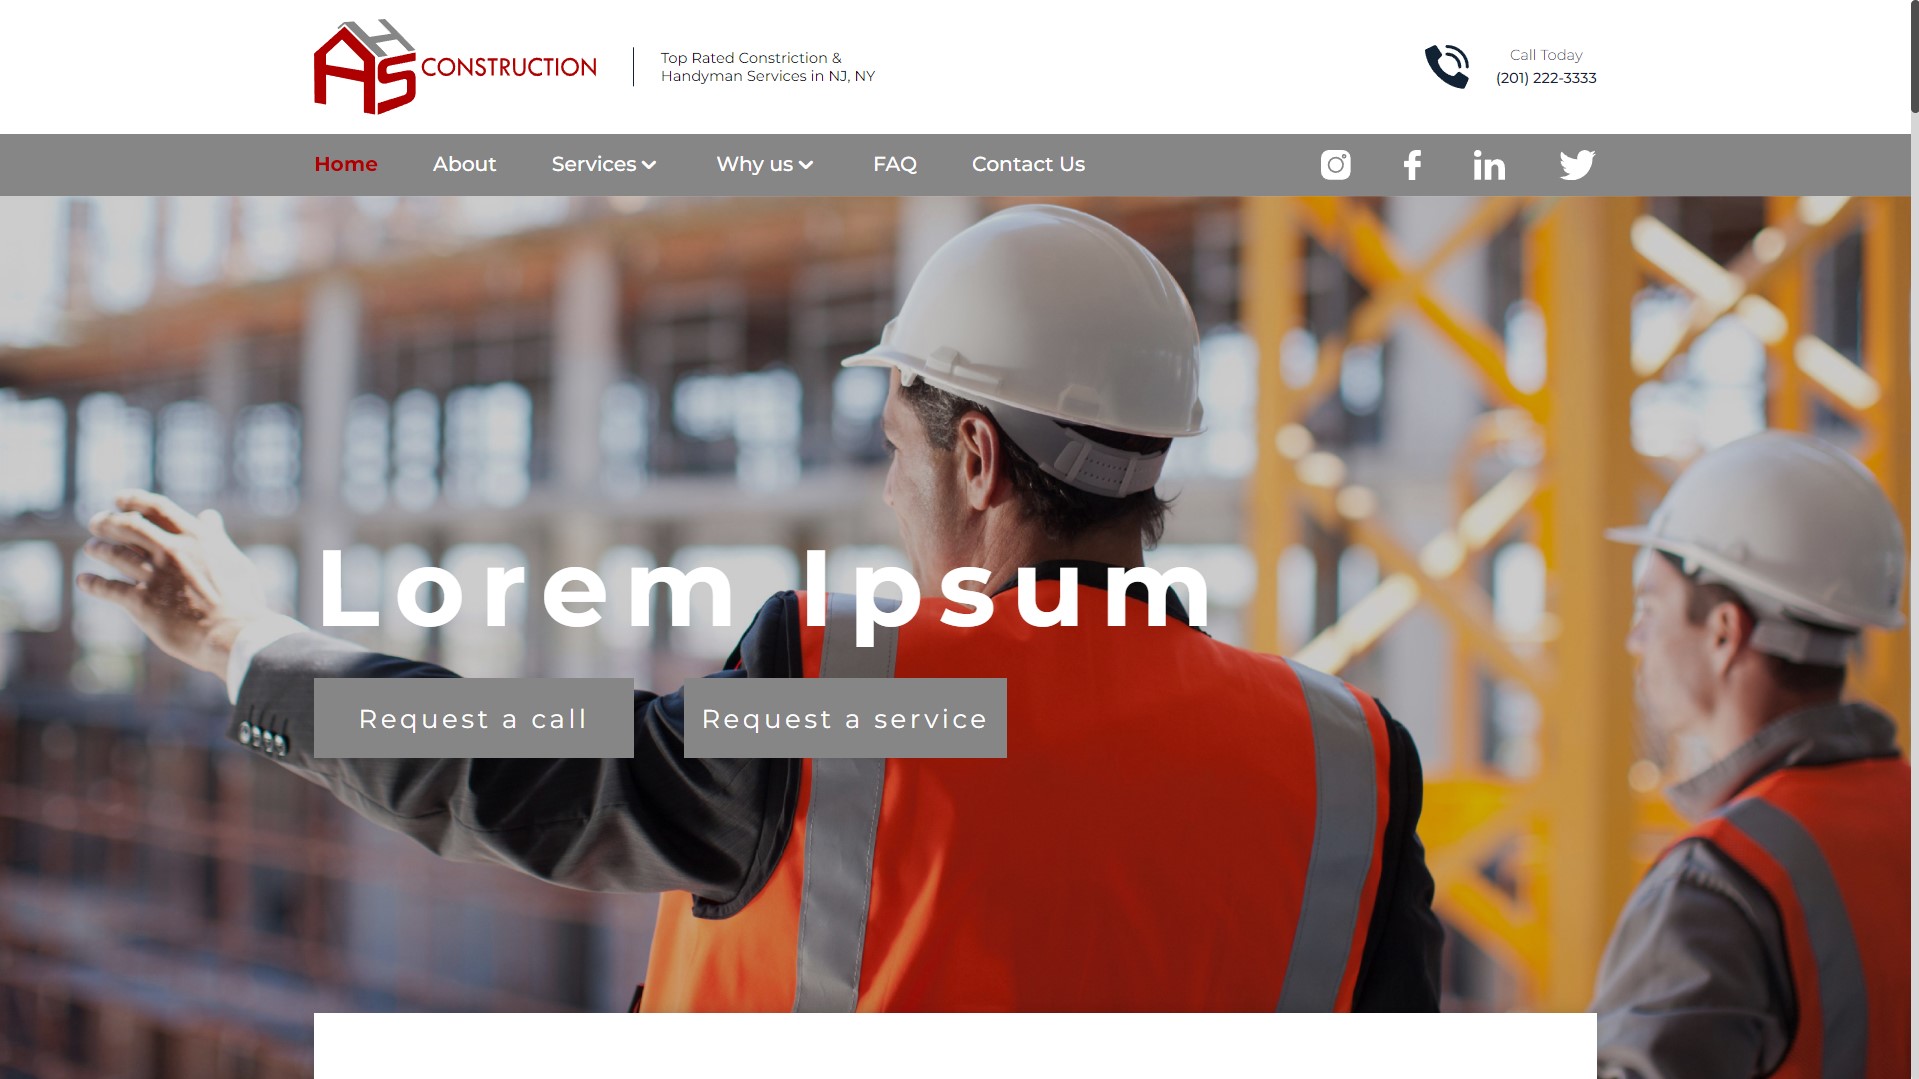 AHS CONSTRUCTION
Top Rated Constriction &
Handyman Services in NJ, NY
Call Today
(201) 222-3333
Home About Services Why us FAQ Contact Us
Lorem Ipsum
Request a call Request a service